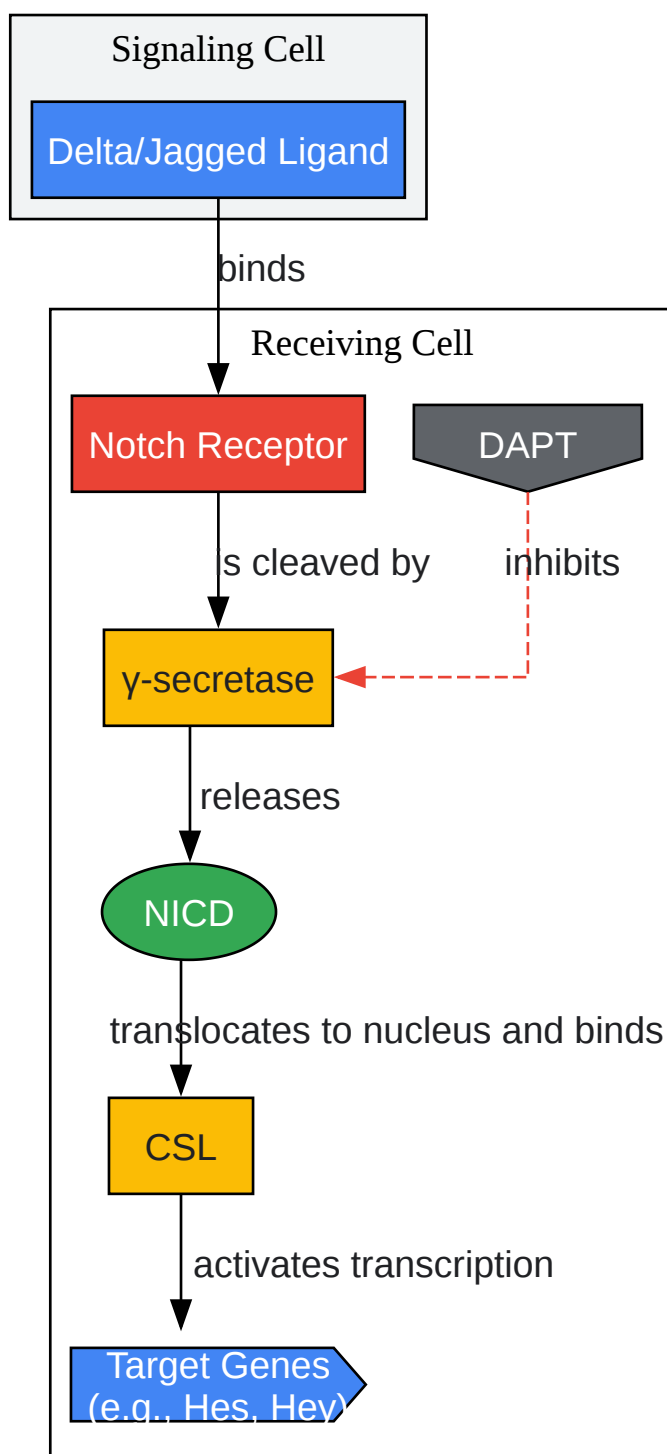 Signaling Cell
Delta/Jagged Ligand
binds
Receiving Cell
Notch Receptor
DAPT
is cleaved by
inhibits
γ-secretase
releases
NICD
translocates to nucleus and binds
CSL
activates transcription
Target Genes
(e.g., Hes, Hey)